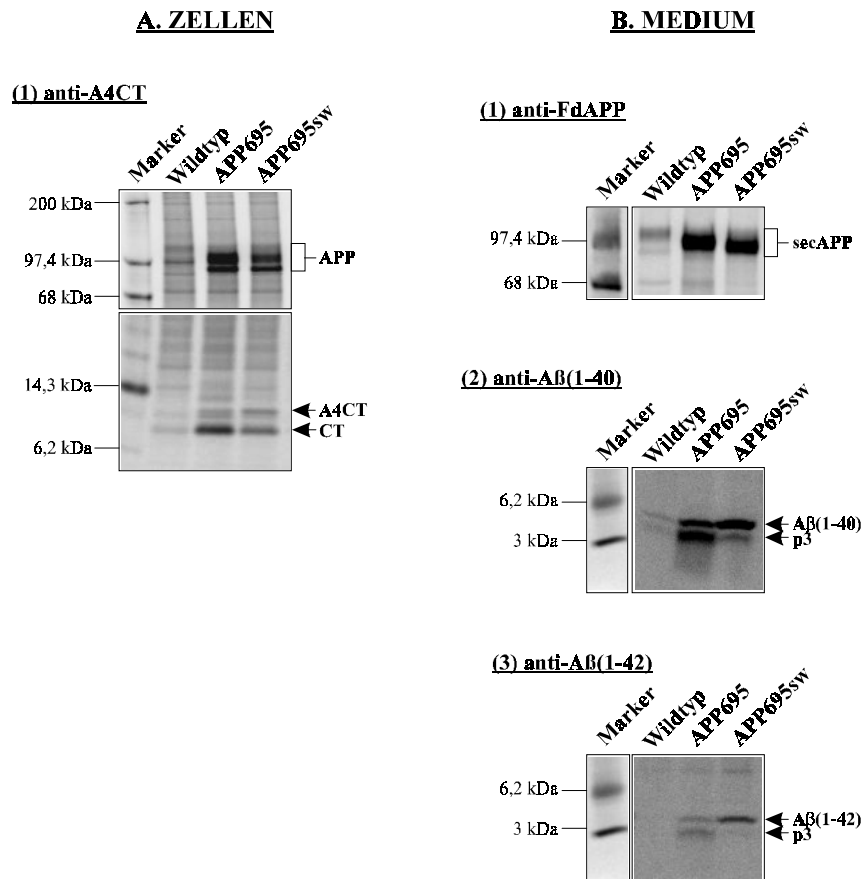 A. ZELLEN
(1) anti-A4CT
Marker
Wildtyp
APP695
APP695sw
200 kDa
97,4 kDa
68 kDa
APP
14,3 kDa
6,2 kDa
A4CT
CT
B. MEDIUM
(1) anti-FdAPP
Marker
Wildtyp
APP695
APP695sw
97,4 kDa
68 kDa
secAPP
(2) anti-Aß(1-40)
Marker
Wildtyp
APP695
APP695sw
6,2 kDa
3 kDa
Aβ(1-40)
p3
(3) anti-Aß(1-42)
Marker
Wildtyp
APP695
APP695sw
6,2 kDa
3 kDa
Aβ(1-42)
p3